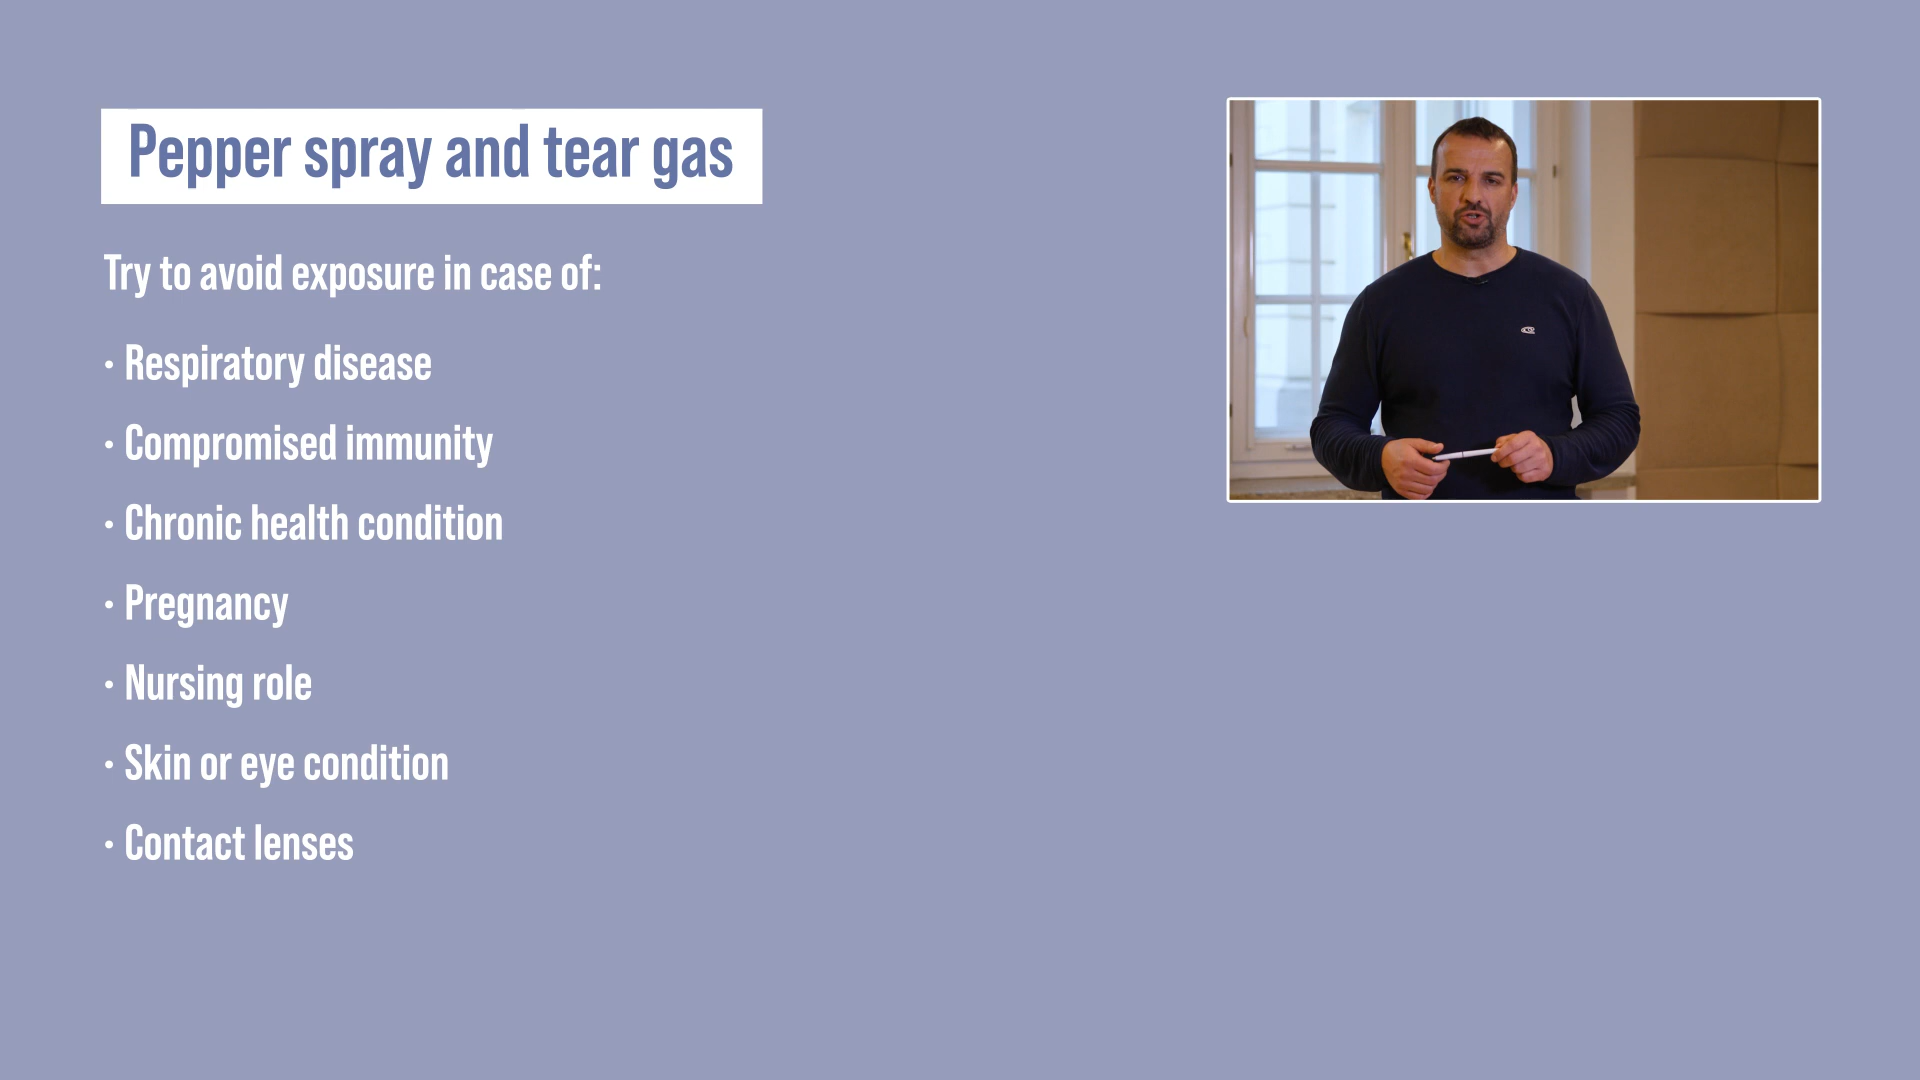 Pepper spray and tear gas
Try to avoid exposure in case of:
· Respiratory disease
· Compromised immunity
· Chronic health condition
· Pregnancy
· Nursing role
· Skin or eye condition
· Contact lenses